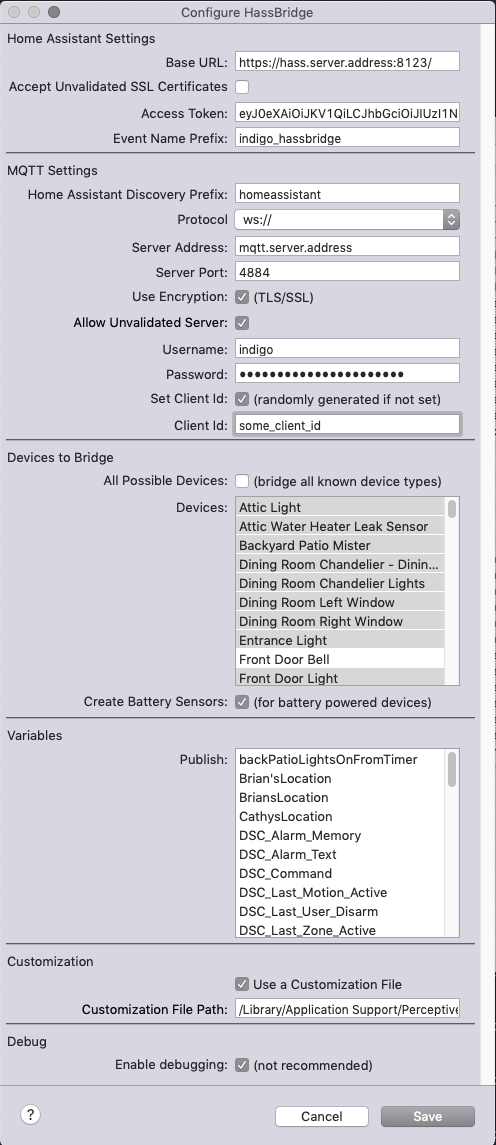 Configure HassBridge
Home Assistant Settings
Base URL: https://hass.server.address:8123/
Accept Unvalidated SSL Certificates
Access Token: eyJ0eXAiOiJKV1QiLCJhbGciOiJIUzI1N
Event Name Prefix: indigo_hassbridge
MQTT Settings
Home Assistant Discovery Prefix: homeassistant
Protocol ws://
Server Address: mqtt.server.address
Server Port: 4884
Use Encryption: (TLS/SSL)
Allow Unvalidated Server:
Username: indigo
Password: ••••••••••••••••••••••
Set Client Id: (randomly generated if not set)
Client Id: some_client_id
Devices to Bridge
All Possible Devices: (bridge all known device types)
Devices: Attic Light
Attic Water Heater Leak Sensor
Backyard Patio Mister
Dining Room Chandelier - Dinin...
Dining Room Chandelier Lights
Dining Room Left Window
Dining Room Right Window
Entrance Light
Front Door Bell
Front Door Light
Create Battery Sensors: (for battery powered devices)
Variables
Publish: backPatioLightsOnFromTimer
Brian'sLocation
BriansLocation
CathysLocation
DSC_Alarm_Memory
DSC_Alarm_Text
DSC_Command
DSC_Last_Motion_Active
DSC_Last_User_Disarm
DSC_Last_Zone_Active
Customization
Use a Customization File
Customization File Path: /Library/Application Support/Perceptive
Debug
Enable debugging: (not recommended)
? Cancel Save